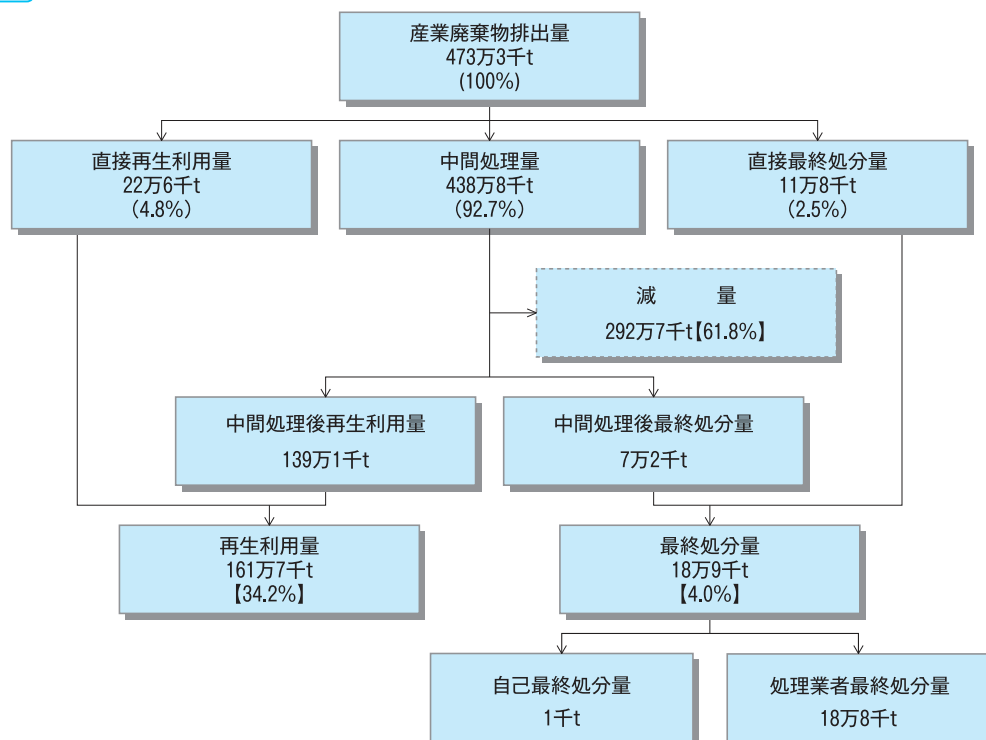 産業廃棄物排出量
473万3千t
(100%)
直接再生利用量
22万6千t
(4.8%)
中間処理量
438万8千t
(92.7%)
直接最終処分量
11万8千t
(2.5%)
減 量
292万7千t【61.8%】
中間処理後再生利用量
139万1千t
中間処理後最終処分量
7万2千t
再生利用量
161万7千t
【34.2%】
最終処分量
18万9千t
【4.0%】
自己最終処分量
1千t
処理業者最終処分量
18万8千t